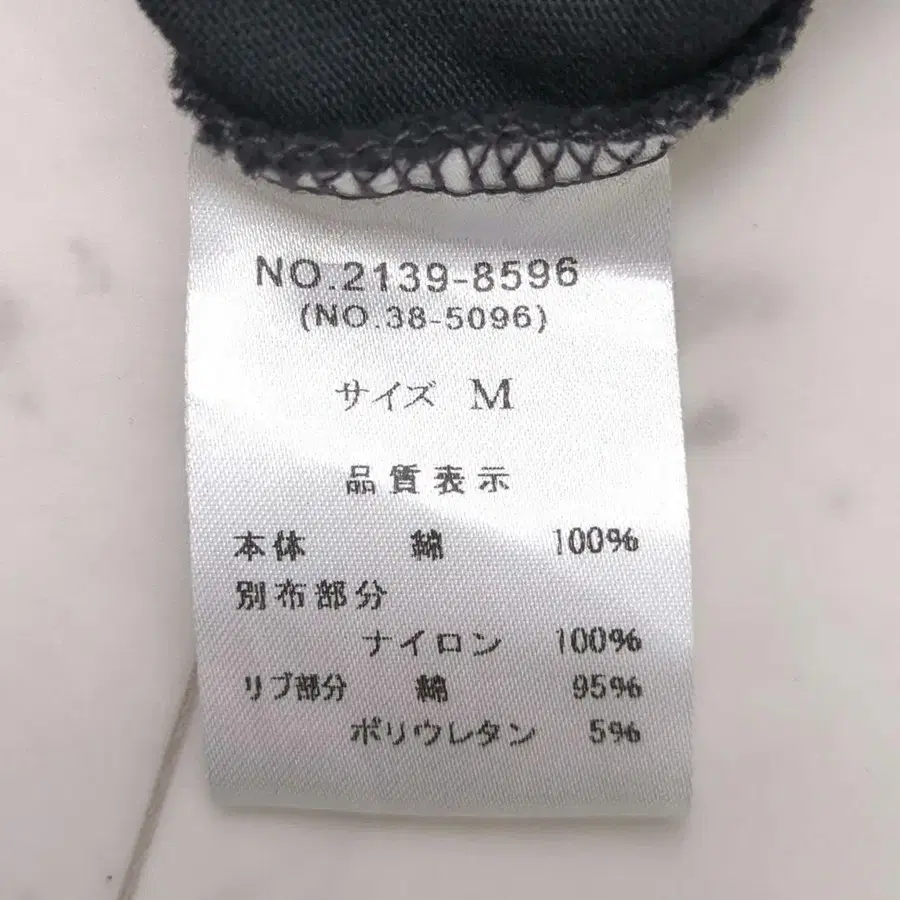 NO.2139-8596
(NO.38-5096)
サイズ M
品質表示
本体 綿 100%
別布部分
ナイロン 100%
リブ部分 綿 95%
ポリウレタン 5%